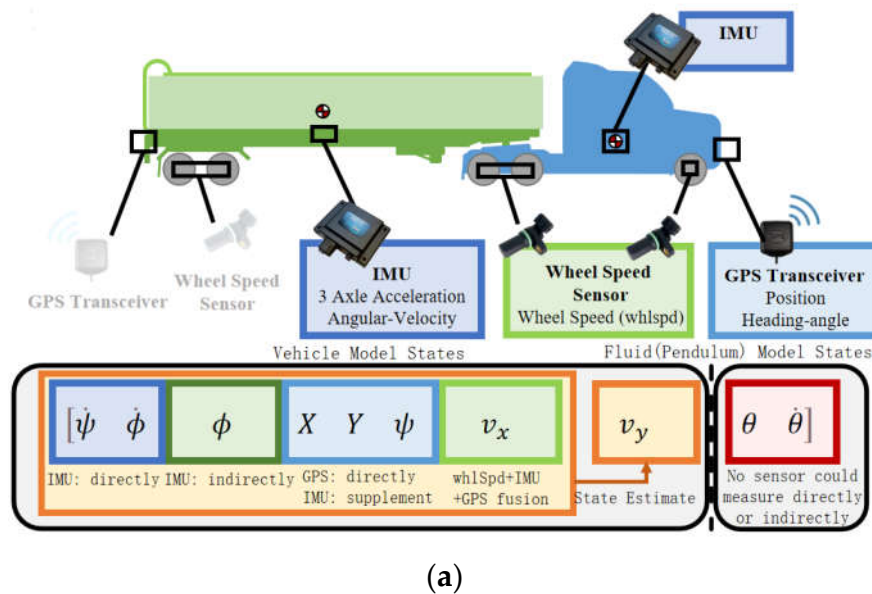 IMU
GPS Transceiver
Wheel Speed
Sensor
IMU
3 Axle Acceleration
Angular-Velocity
Wheel Speed
Sensor
Wheel Speed (whlspd)
GPS Transceiver
Position
Heading-angle
Vehicle Model States
Fluid(Pendulum) Model States
[ψ̇ φ̇
ϕ
X Y ψ
v_x
v_y
θ θ̇]
IMU: directly
IMU: indirectly
GPS: directly
IMU: supplement
whlSpd+IMU
+GPS fusion
State Estimate
No sensor could
measure directly
or indirectly
(a)